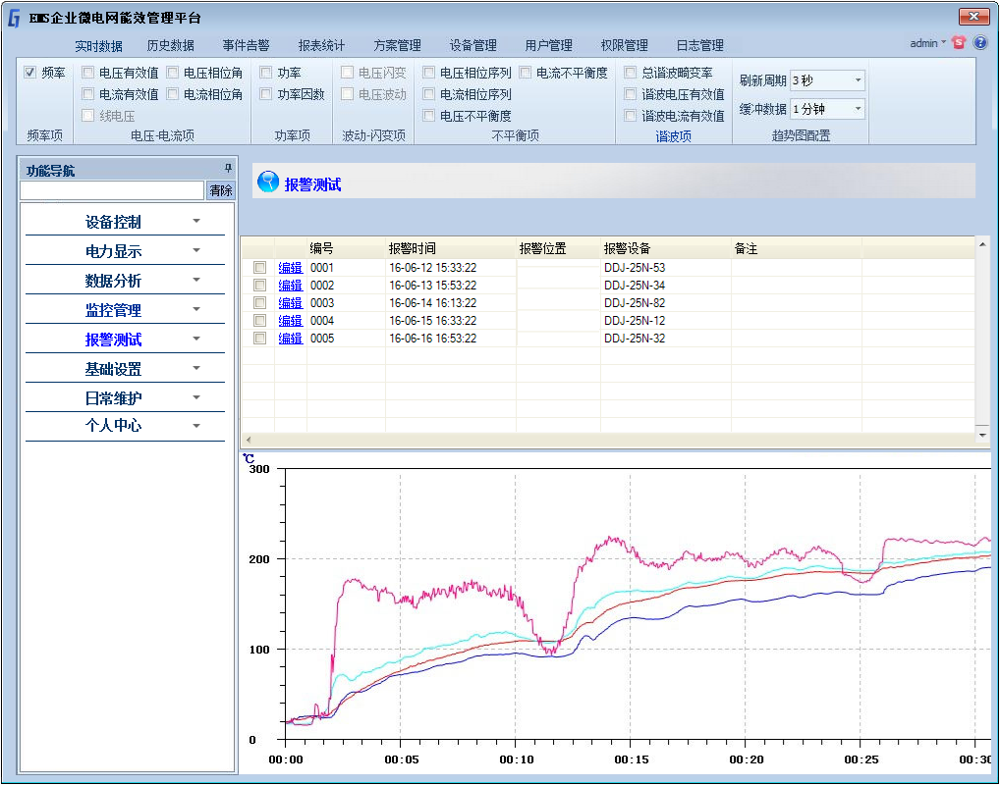 EMS企业微电网能效管理平台
实时数据 历史数据 事件告警 报表统计 方案管理 设备管理 用户管理 权限管理 日志管理 admin
频率 电压有效值 电压相位角 功率 电压闪变 电压相位序列 电流不平衡度 总谐波畸变率 刷新周期 3 秒
电流有效值 电流相位角 功率因数 电压波动 电流相位序列 谐波电压有效值
线电压 电压不平衡度 谐波电流有效值 缓冲数据 1 分钟
频率项 电压-电流项 功率项 波动-闪变项 不平衡项 谐波项 趋势图配置
功能导航
清除
设备控制
电力显示
数据分析
监控管理
报警测试
基础设置
日常维护
个人中心
报警测试
编号 报警时间 报警位置 报警设备 备注
编辑 0001 16-06-12 15:33:22 DDJ-25N-53
编辑 0002 16-06-13 15:53:22 DDJ-25N-34
编辑 0003 16-06-14 16:13:22 DDJ-25N-82
编辑 0004 16-06-15 16:33:22 DDJ-25N-12
编辑 0005 16-06-16 16:53:22 DDJ-25N-32
℃
300
200
100
0
00:00 00:05 00:10 00:15 00:20 00:25 00:30